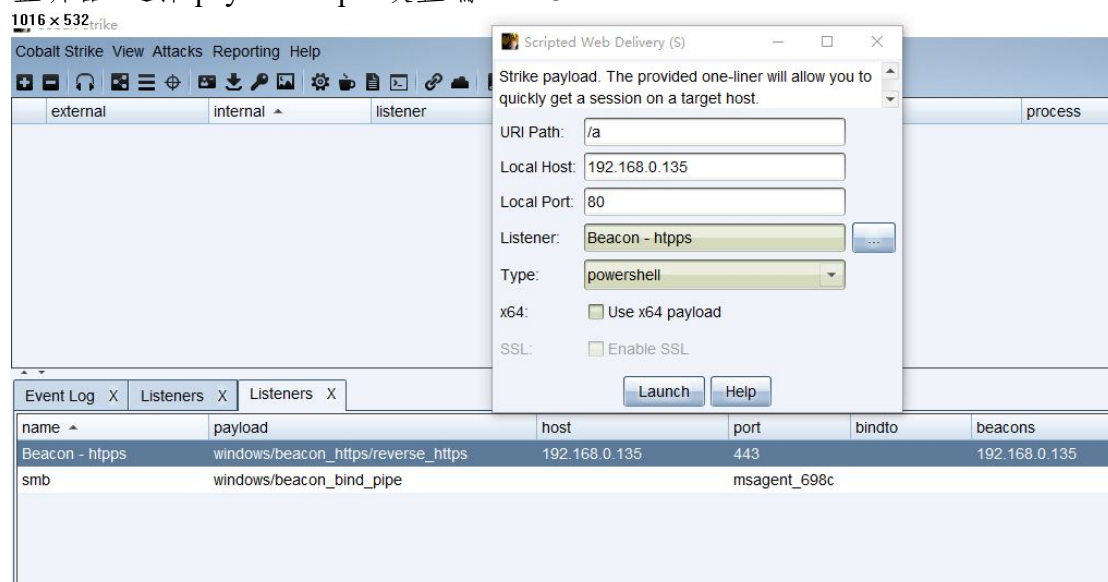 payload
1016 × 532
trike
Cobalt Strike View Attacks Reporting Help
Scripted Web Delivery (S)
Strike payload. The provided one-liner will allow you to
quickly get a session on a target host.
external internal listener process
URI Path: /a
Local Host: 192.168.0.135
Local Port: 80
Listener: Beacon - htpps ...
Type: powershell
x64: Use x64 payload
SSL: Enable SSL
Launch Help
Event Log X Listeners X Listeners X
name payload host port bindto beacons
Beacon - htpps windows/beacon_https/reverse_https 192.168.0.135 443 192.168.0.135
smb windows/beacon_bind_pipe msagent_698c